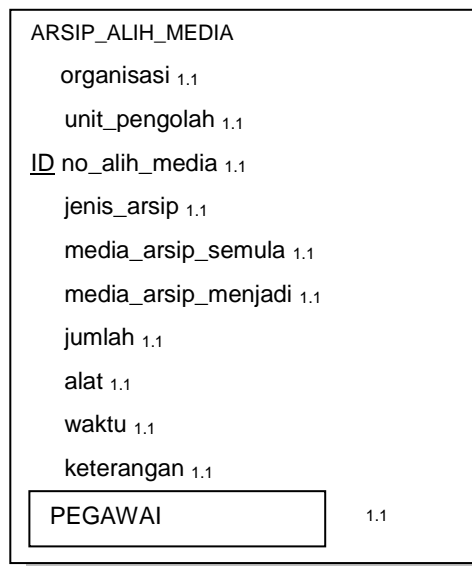 ARSIP_ALIH_MEDIA
organisasi 1.1
unit_pengolah 1.1
ID no_alih_media 1.1
jenis_arsip 1.1
media_arsip_semula 1.1
media_arsip_menjadi 1.1
jumlah 1.1
alat 1.1
waktu 1.1
keterangan 1.1
PEGAWAI 1.1